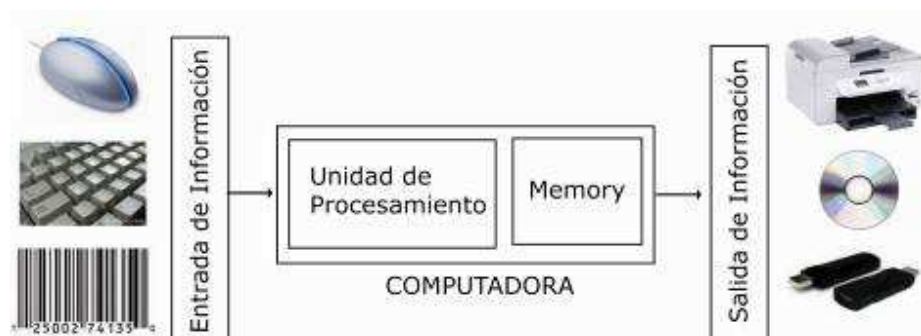 Entrada de Información
Unidad de
Procesamiento
Memory
COMPUTADORA
Salida de Información
25002 74135